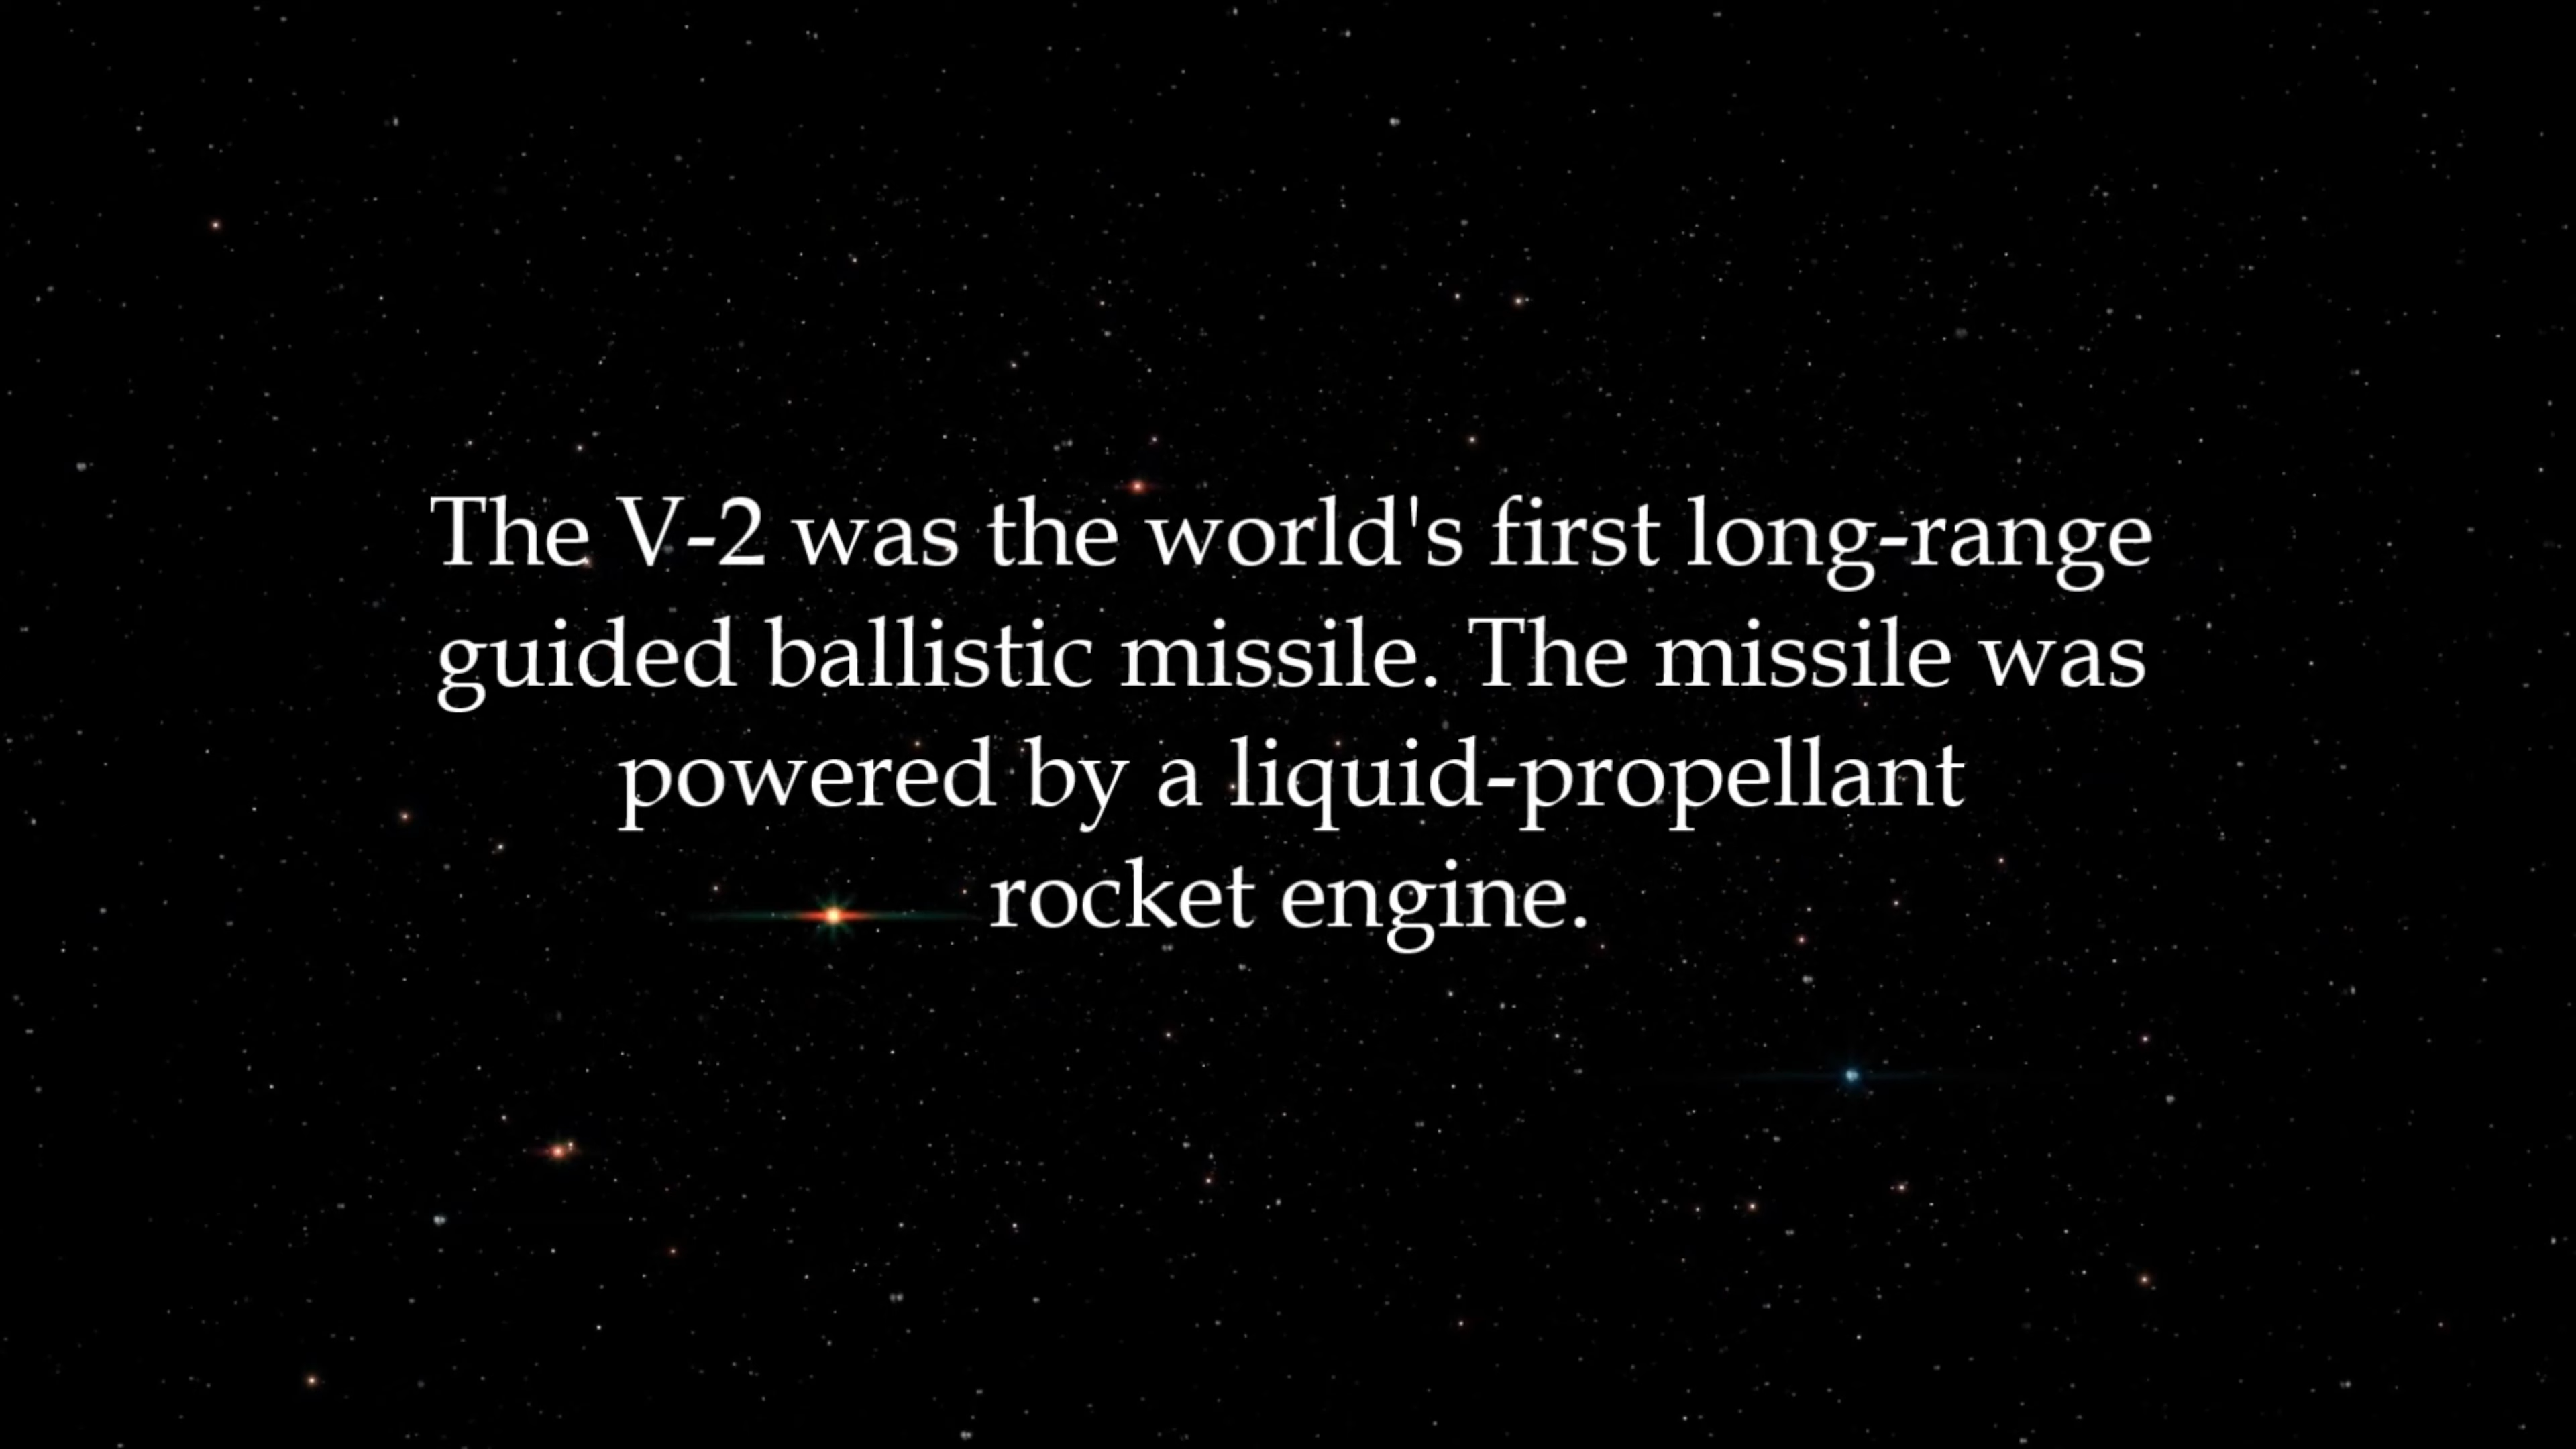 The V-2 was the world's first long-range
guided ballistic missile. The missile was
powered by a liquid-propellant
rocket engine.